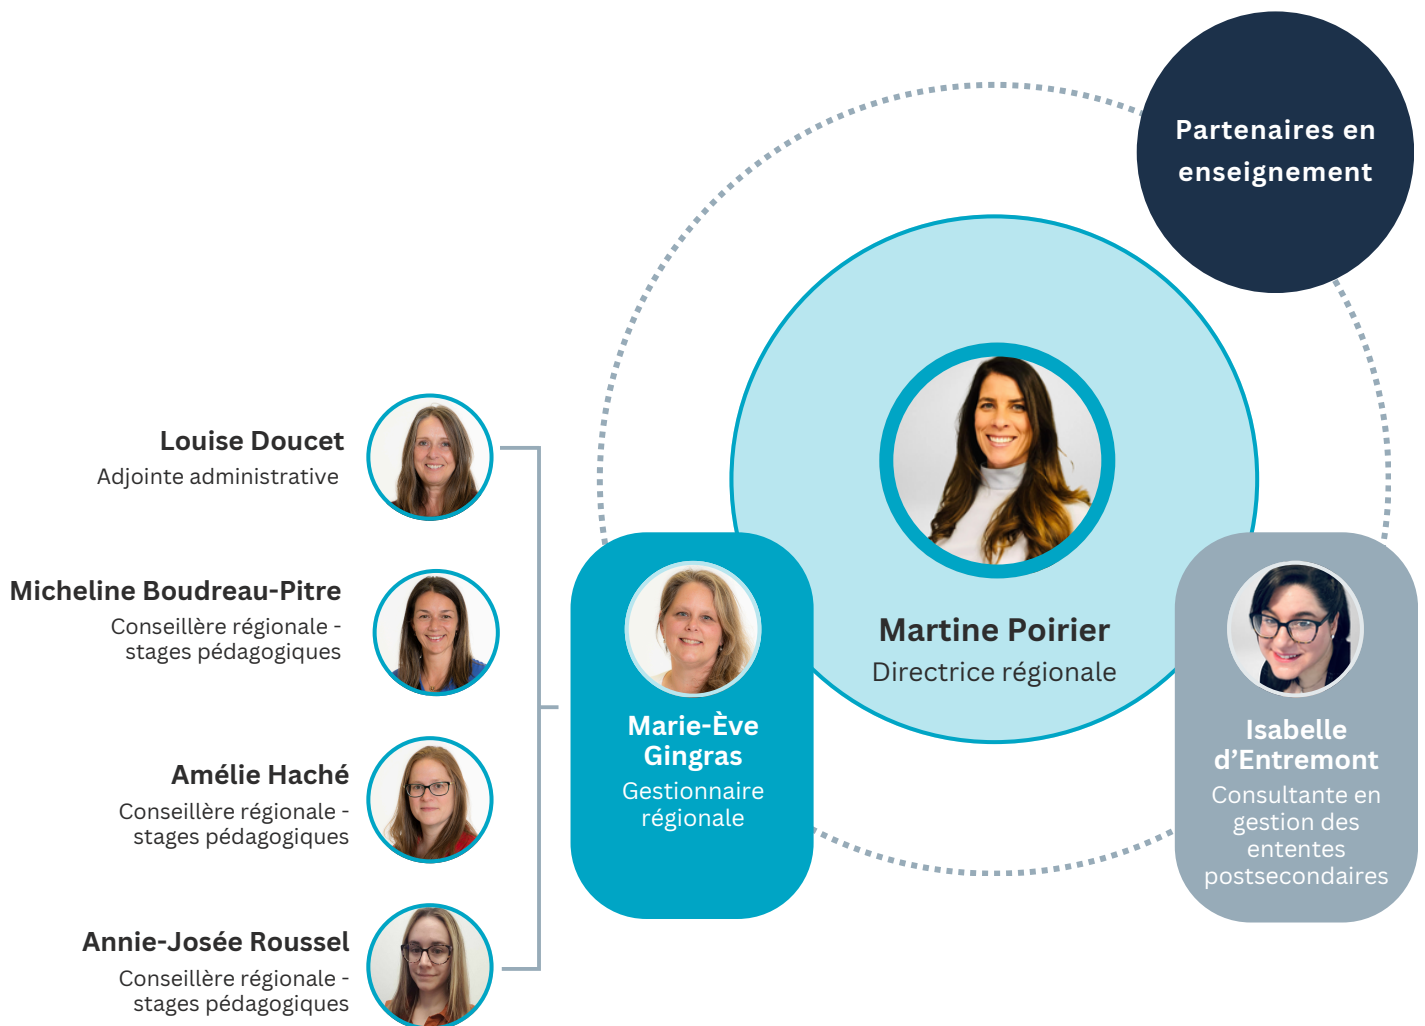 Partenaires en
enseignement
Louise Doucet
Adjointe administrative
Micheline Boudreau-Pitre
Conseillère régionale -
stages pédagogiques
Amélie Haché
Conseillère régionale -
stages pédagogiques
Annie-Josée Roussel
Conseillère régionale -
stages pédagogiques
Marie-Ève
Gingras
Gestionnaire
régionale
Martine Poirier
Directrice régionale
Isabelle
d’Entremont
Consultante en
gestion des
ententes
postsecondaires